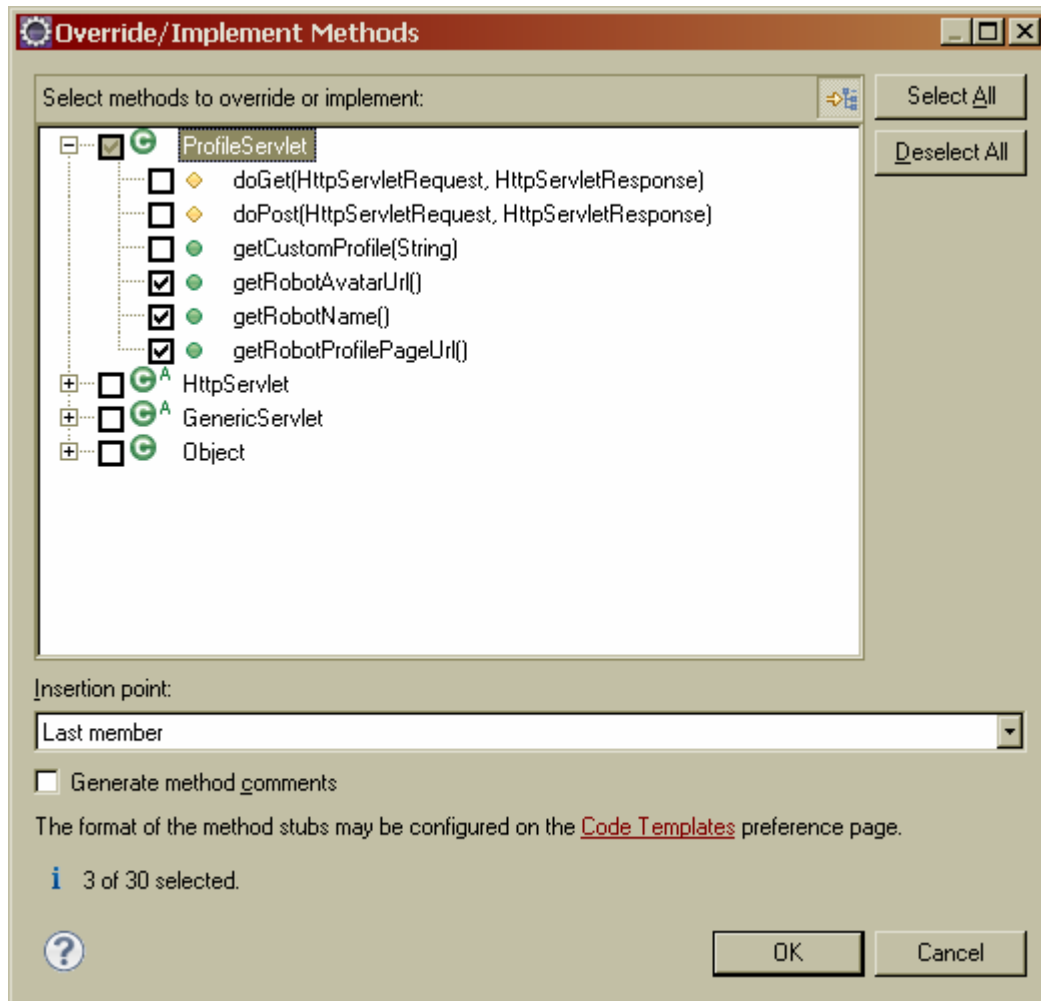 Override/Implement Methods
Select methods to override or implement:
Select All
Deselect All
C ProfileServlet
doGet(HttpServletRequest, HttpServletResponse)
doPost(HttpServletRequest, HttpServletResponse)
getCustomProfile(String)
getRobotAvatarUrl()
getRobotName()
getRobotProfilePageUrl()
C A HttpServlet
C A GenericServlet
C Object
Insertion point:
Last member
Generate method comments
The format of the method stubs may be configured on the Code Templates preference page.
i 3 of 30 selected.
? OK Cancel